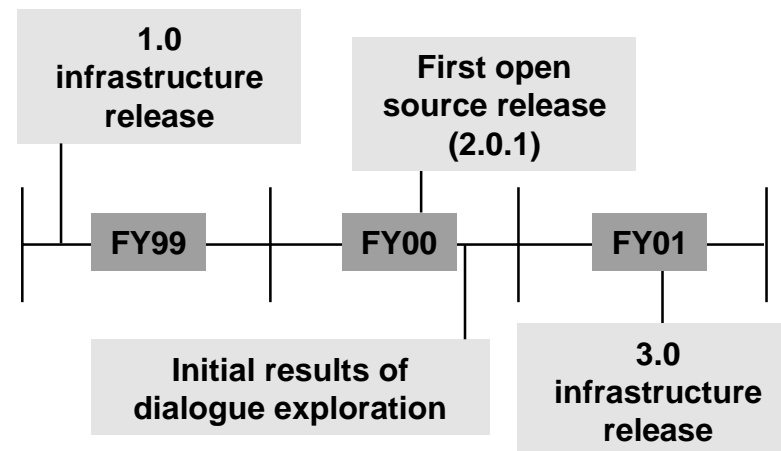 1.0
infrastructure
release
First open
source release
(2.0.1)
FY99
FY00
FY01
Initial results of
dialogue exploration
3.0
infrastructure
release